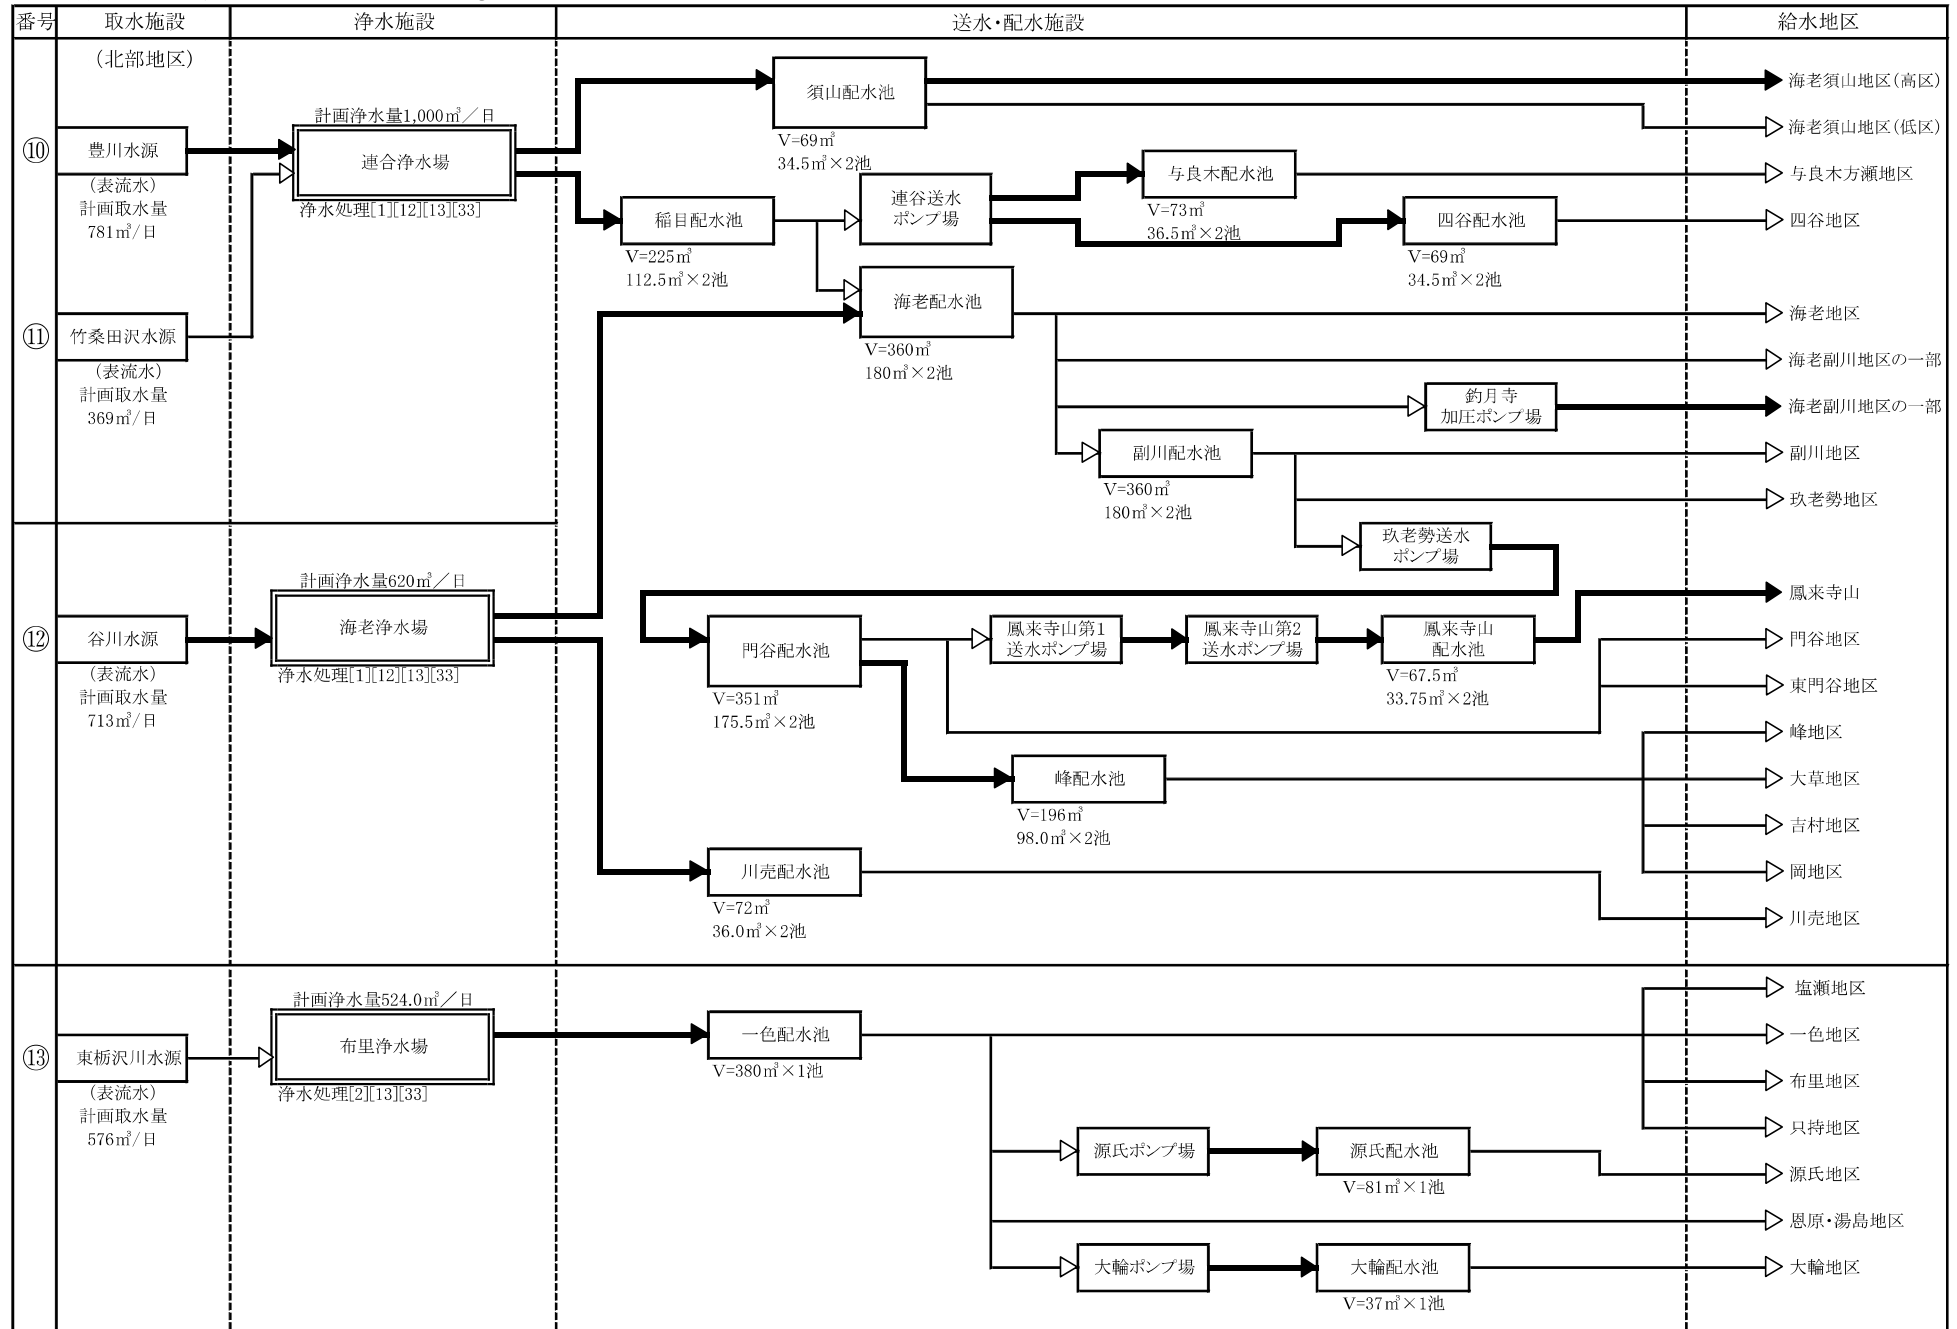 番号
取水施設
浄水施設
送水・配水施設
給水地区
(北部地区)
⑩
豊川水源
(表流水)
計画取水量
781㎥/日
計画浄水量1,000㎥／日
連合浄水場
浄水処理[1][12][13][33]
須山配水池
V=69㎥
34.5㎥×2池
海老須山地区(高区)
海老須山地区(低区)
稲目配水池
V=225㎥
112.5㎥×2池
連谷送水
ポンプ場
与良木配水池
V=73㎥
36.5㎥×2池
与良木方瀬地区
四谷配水池
V=69㎥
34.5㎥×2池
四谷地区
⑪
竹桑田沢水源
(表流水)
計画取水量
369㎥/日
海老配水池
V=360㎥
180㎥×2池
海老地区
海老副川地区の一部
釣月寺
加圧ポンプ場
海老副川地区の一部
副川配水池
V=360㎥
180㎥×2池
副川地区
玖老勢地区
玖老勢送水
ポンプ場
⑫
谷川水源
(表流水)
計画取水量
713㎥/日
計画浄水量620㎥／日
海老浄水場
浄水処理[1][12][13][33]
門谷配水池
V=351㎥
175.5㎥×2池
鳳来寺山第1
送水ポンプ場
鳳来寺山第2
送水ポンプ場
鳳来寺山
配水池
V=67.5㎥
33.75㎥×2池
鳳来寺山
門谷地区
東門谷地区
峰配水池
V=196㎥
98.0㎥×2池
峰地区
大草地区
吉村地区
岡地区
川売配水池
V=72㎥
36.0㎥×2池
川売地区
⑬
東栃沢川水源
(表流水)
計画取水量
576㎥/日
計画浄水量524.0㎥／日
布里浄水場
浄水処理[2][13][33]
一色配水池
V=380㎥×1池
塩瀬地区
一色地区
布里地区
只持地区
源氏ポンプ場
源氏配水池
V=81㎥×1池
源氏地区
恩原・湯島地区
大輪ポンプ場
大輪配水池
V=37㎥×1池
大輪地区